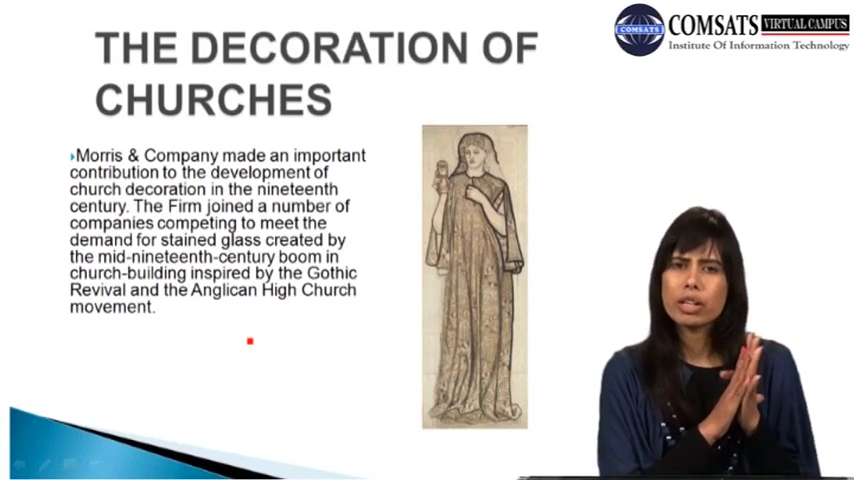 THE DECORATION OF
CHURCHES
COMSATS
COMSATS VIRTUAL CAMPUS
Institute Of Information Technology
Morris & Company made an important
contribution to the development of
church decoration in the nineteenth
century. The Firm joined a number of
companies competing to meet the
demand for stained glass created by
the mid-nineteenth-century boom in
church-building inspired by the Gothic
Revival and the Anglican High Church
movement.